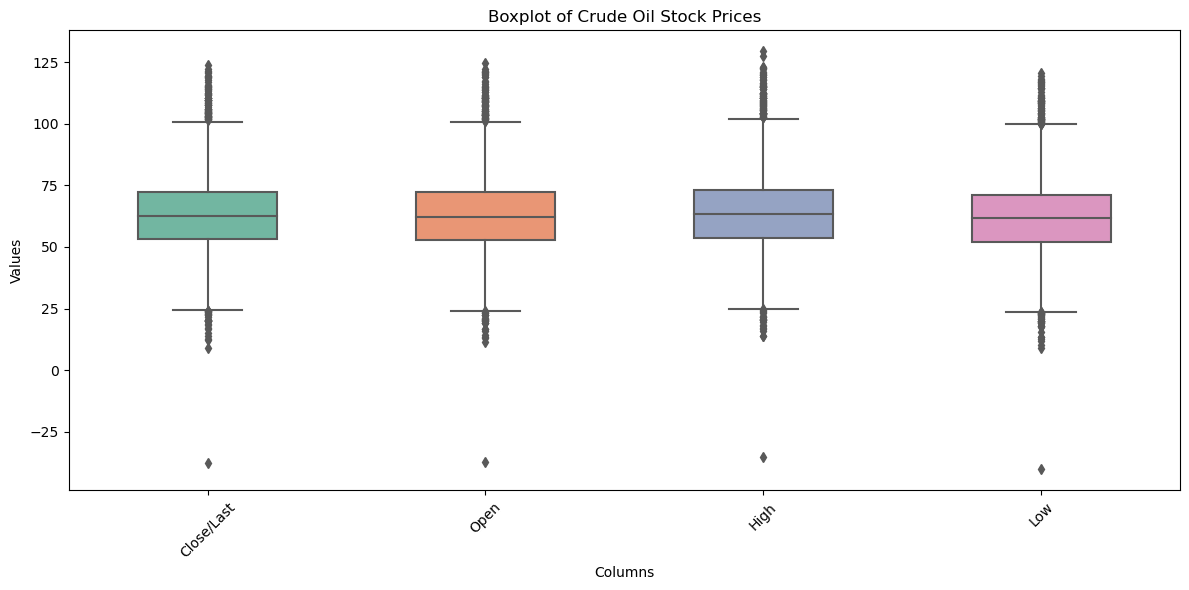 Boxplot of Crude Oil Stock Prices
Values
125
100
75
50
25
0
−25
Close/Last
Open
High
Low
Columns